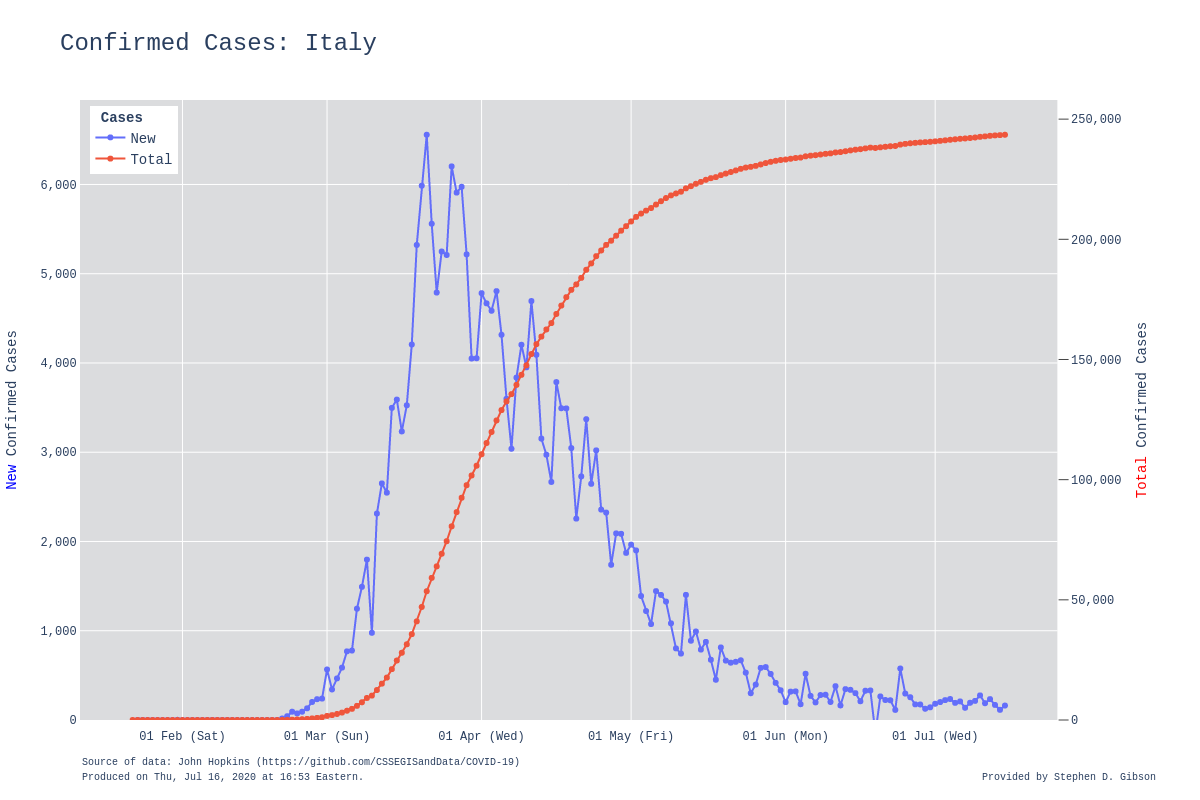 Confirmed Cases: Italy
Cases
New
Total
6,000
5,000
4,000
3,000
2,000
1,000
0
New Confirmed Cases
250,000
200,000
150,000
100,000
50,000
0
Total Confirmed Cases
01 Feb (Sat) 01 Mar (Sun) 01 Apr (Wed) 01 May (Fri) 01 Jun (Mon) 01 Jul (Wed)
Source of data: John Hopkins (https://github.com/CSSEGISandData/COVID-19)
Produced on Thu, Jul 16, 2020 at 16:53 Eastern.
Provided by Stephen D. Gibson